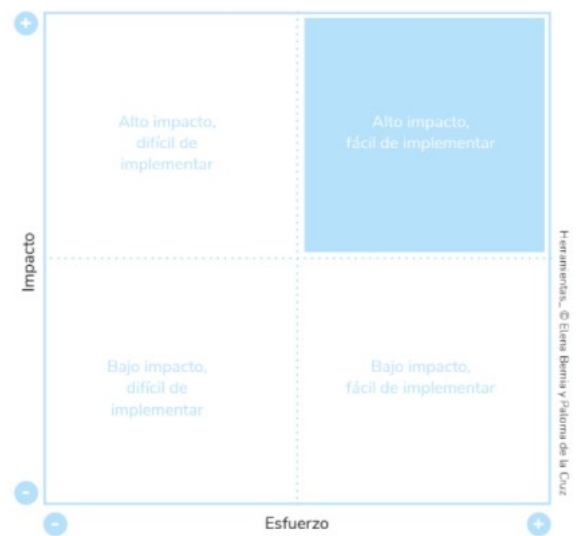 +
Alto impacto,
difícil de
implementar
Alto impacto,
fácil de implementar
Impacto
Bajo impacto,
difícil de
implementar
Bajo impacto,
fácil de implementar
-
-
Esfuerzo
+
Herramientas_ © Elena Bernia y Paloma de la Cruz